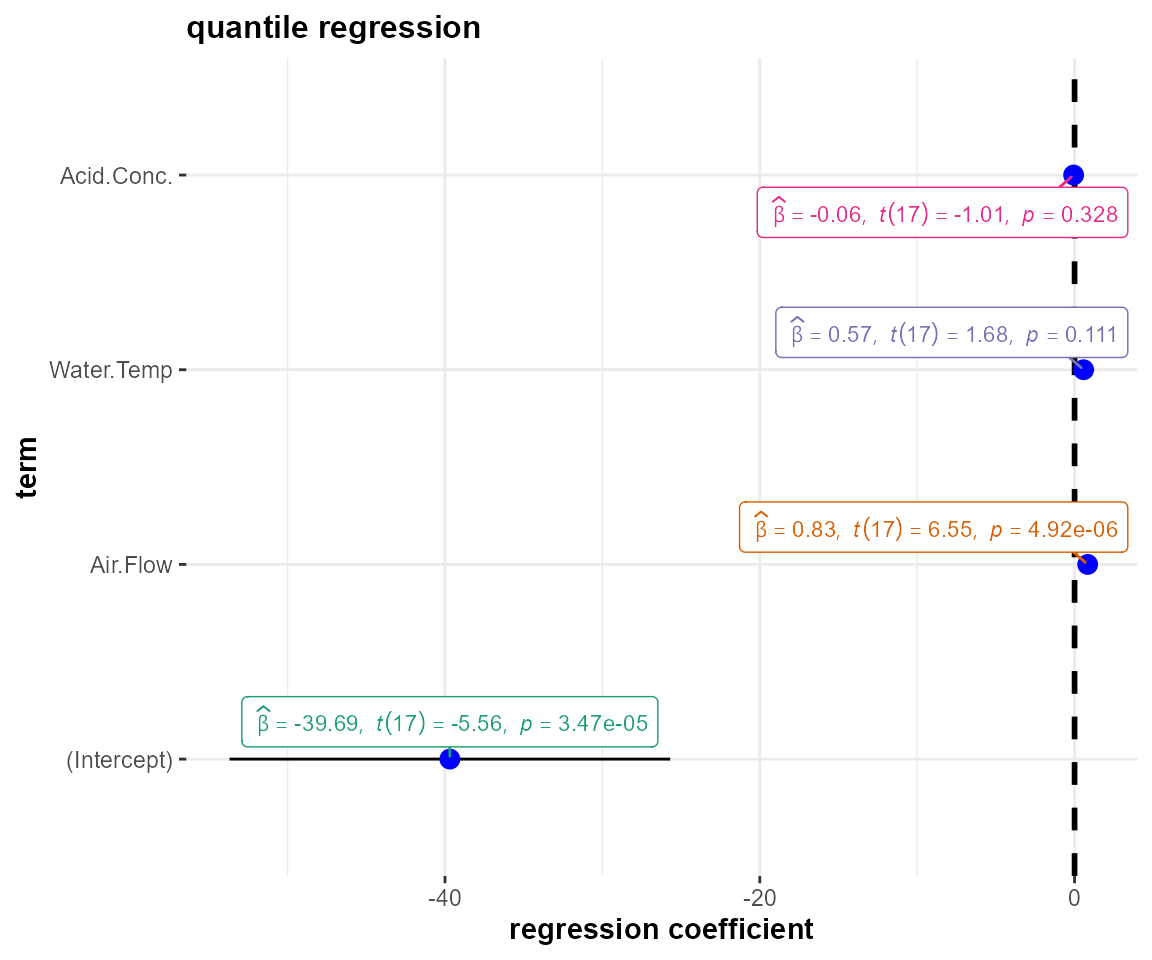 quantile regression
Acid.Conc.
β̂ = -0.06, t(17) = -1.01, p = 0.328
β̂ = 0.57, t(17) = 1.68, p = 0.111
Water.Temp
term
β̂ = 0.83, t(17) = 6.55, p = 4.92e-06
Air.Flow
β̂ = -39.69, t(17) = -5.56, p = 3.47e-05
(Intercept)
-40 -20 0
regression coefficient